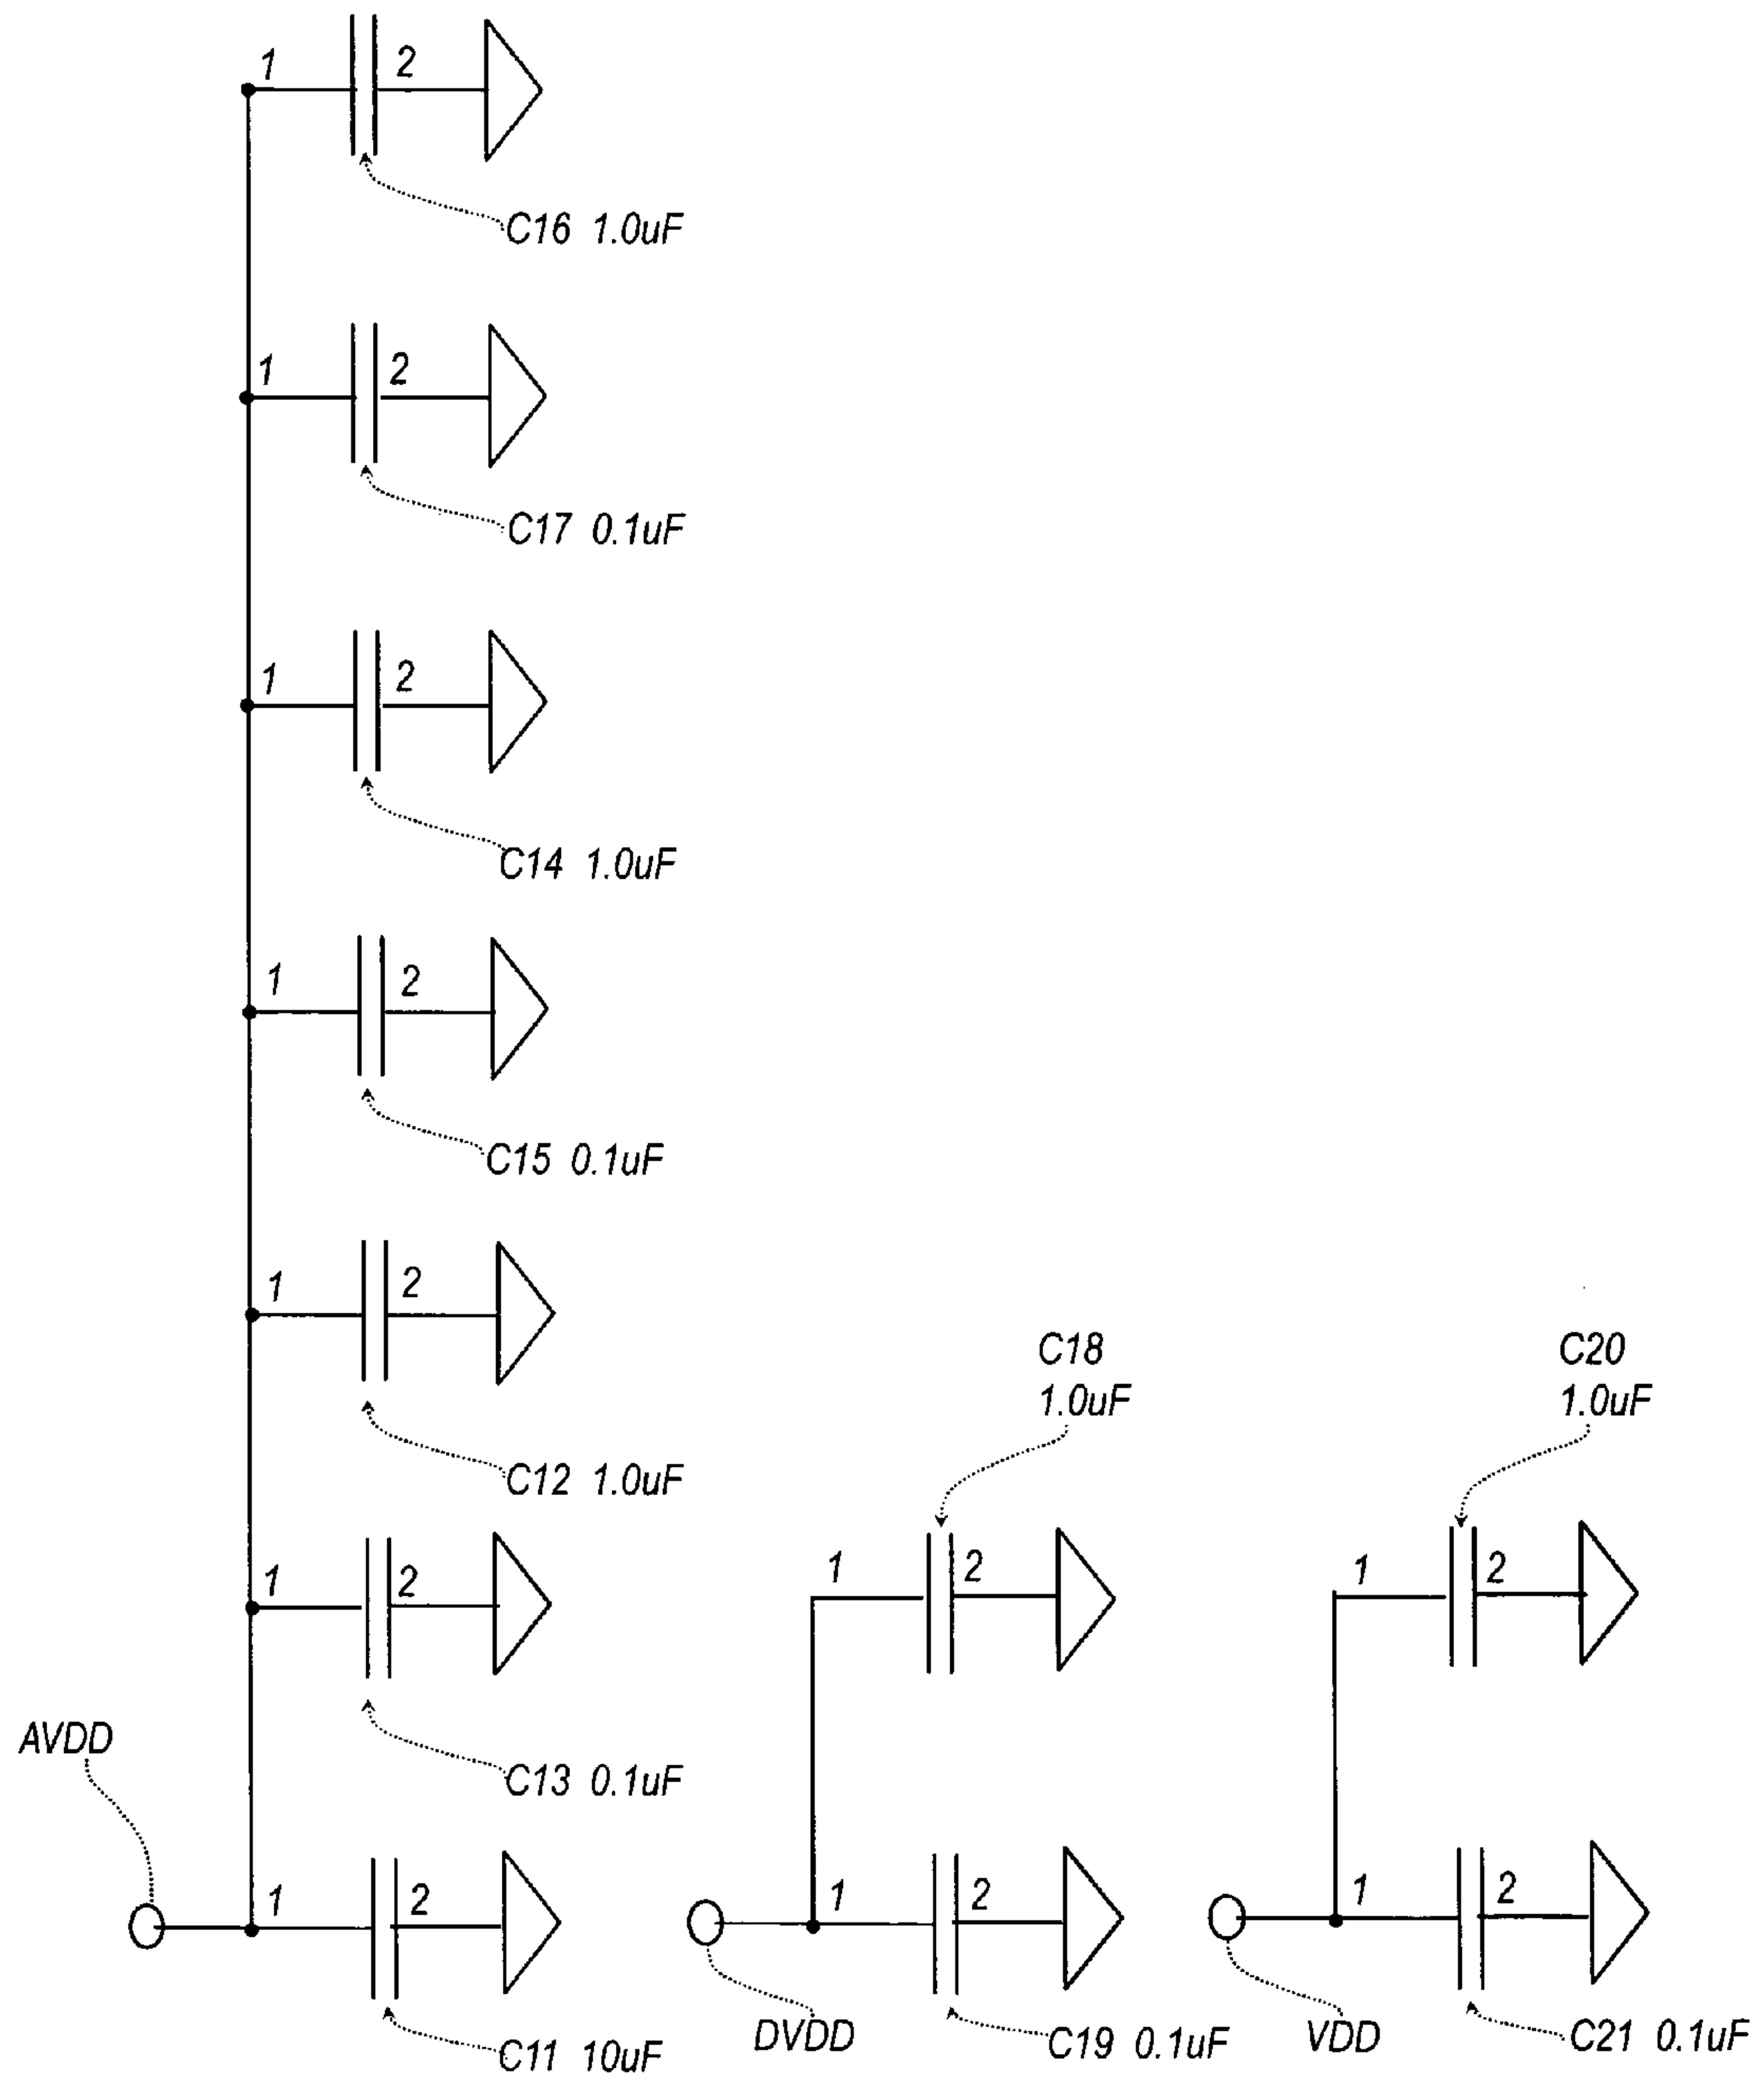 1 2
C16 1.0uF
1 2
C17 0.1uF
1 2
C14 1.0uF
1 2
C15 0.1uF
1 2
C12 1.0uF
1 2
C13 0.1uF
AVDD
1 2
C11 10uF
C18
1.0uF
1 2
1 2
DVDD
C19 0.1uF
C20
1.0uF
1 2
1 2
VDD
C21 0.1uF